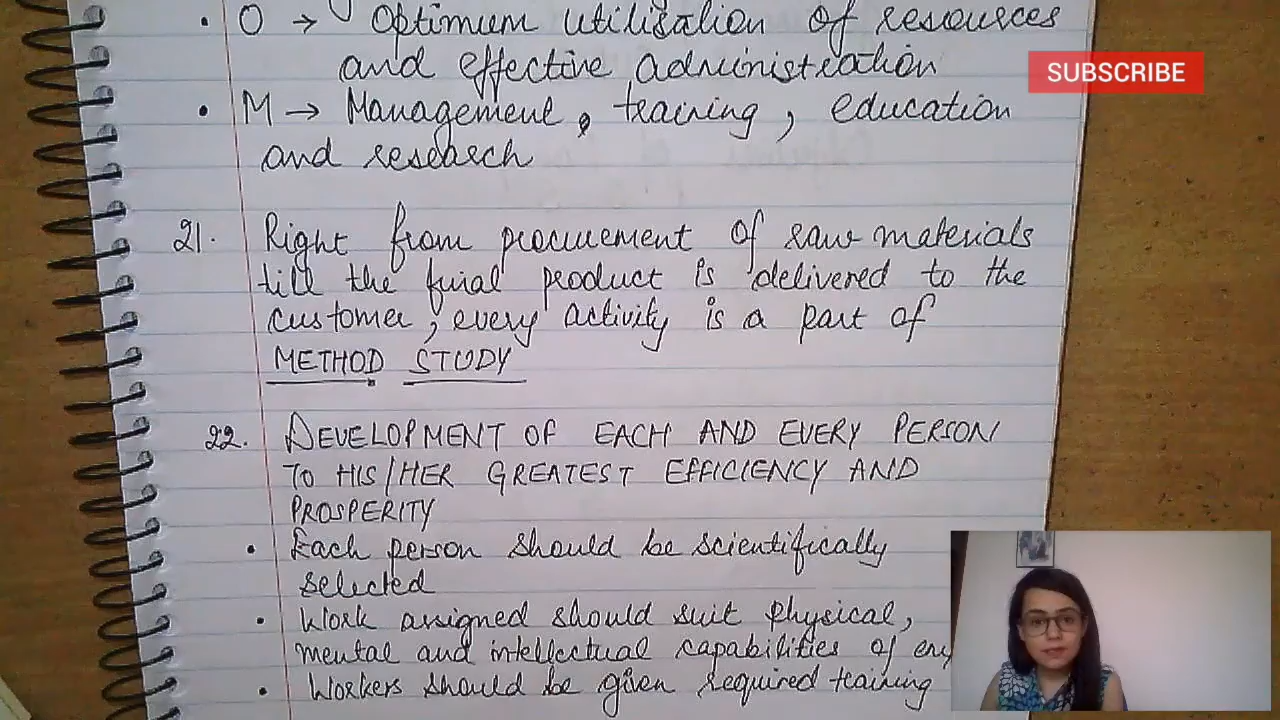 • O → Optimum utilisation of resources
and effective administration
SUBSCRIBE
• M → Management, training, education
and research
21. Right from procurement of raw materials
till the final product is delivered to the
customer, every activity is a part of
METHOD STUDY
22. DEVELOPMENT OF EACH AND EVERY PERSON
TO HIS/HER GREATEST EFFICIENCY AND
PROSPERITY
• Each person should be scientifically
selected
• Work assigned should suit physical,
mental and intellectual capabilities of
• Workers should be given required training